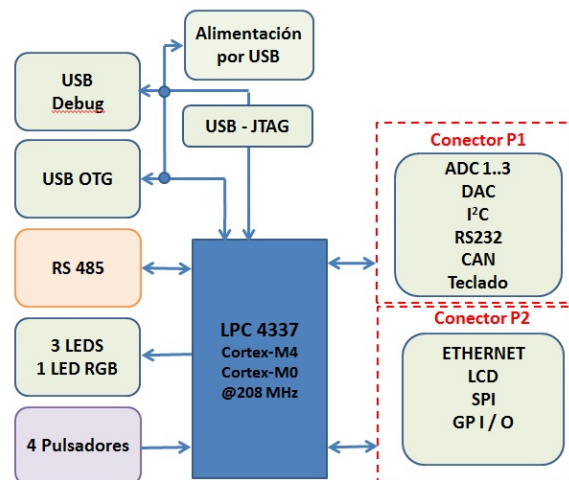 Alimentación
por USB
USB
Debug
USB - JTAG
USB OTG
RS 485
3 LEDS
1 LED RGB
4 Pulsadores
LPC 4337
Cortex-M4
Cortex-M0
@208 MHz
Conector P1
ADC 1..3
DAC
I²C
RS232
CAN
Teclado
Conector P2
ETHERNET
LCD
SPI
GP I / O